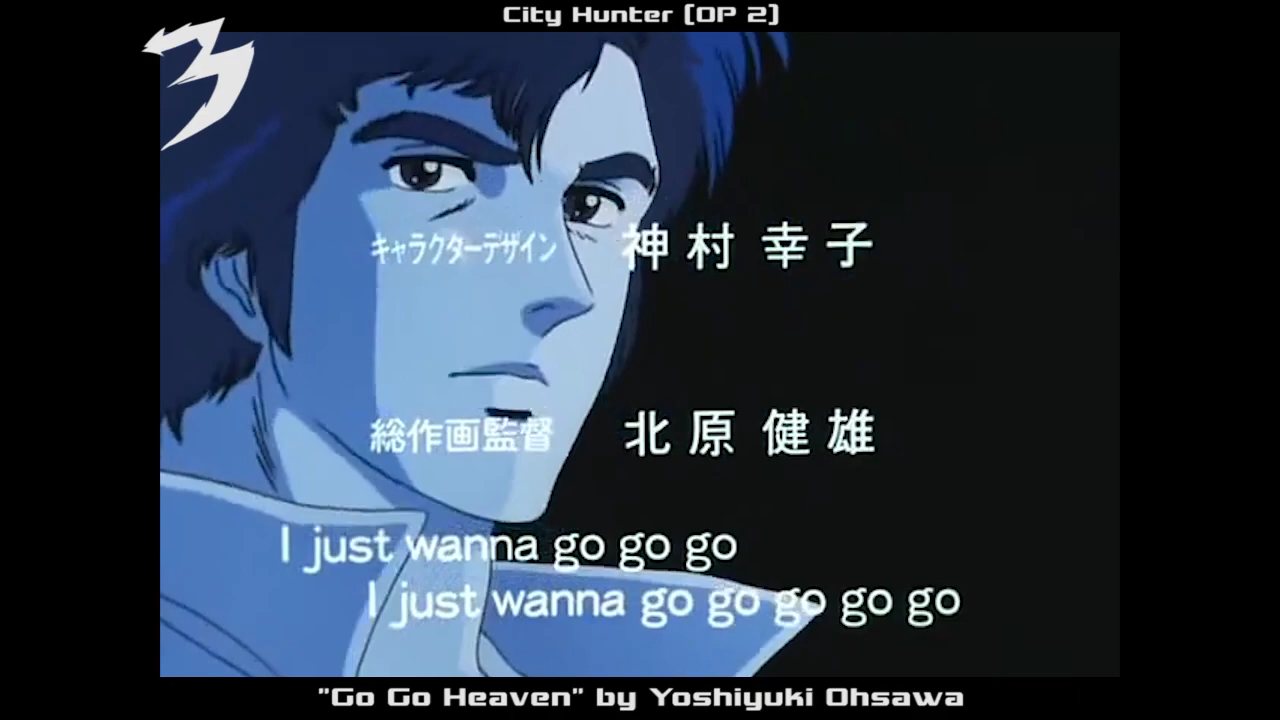 City Hunter [OP 2]
3
キャラクターデザイン 神村 幸子
総作画監督 北原 健雄
I just wanna go go go
I just wanna go go go go go
"Go Go Heaven" by Yoshiyuki Ohsawa